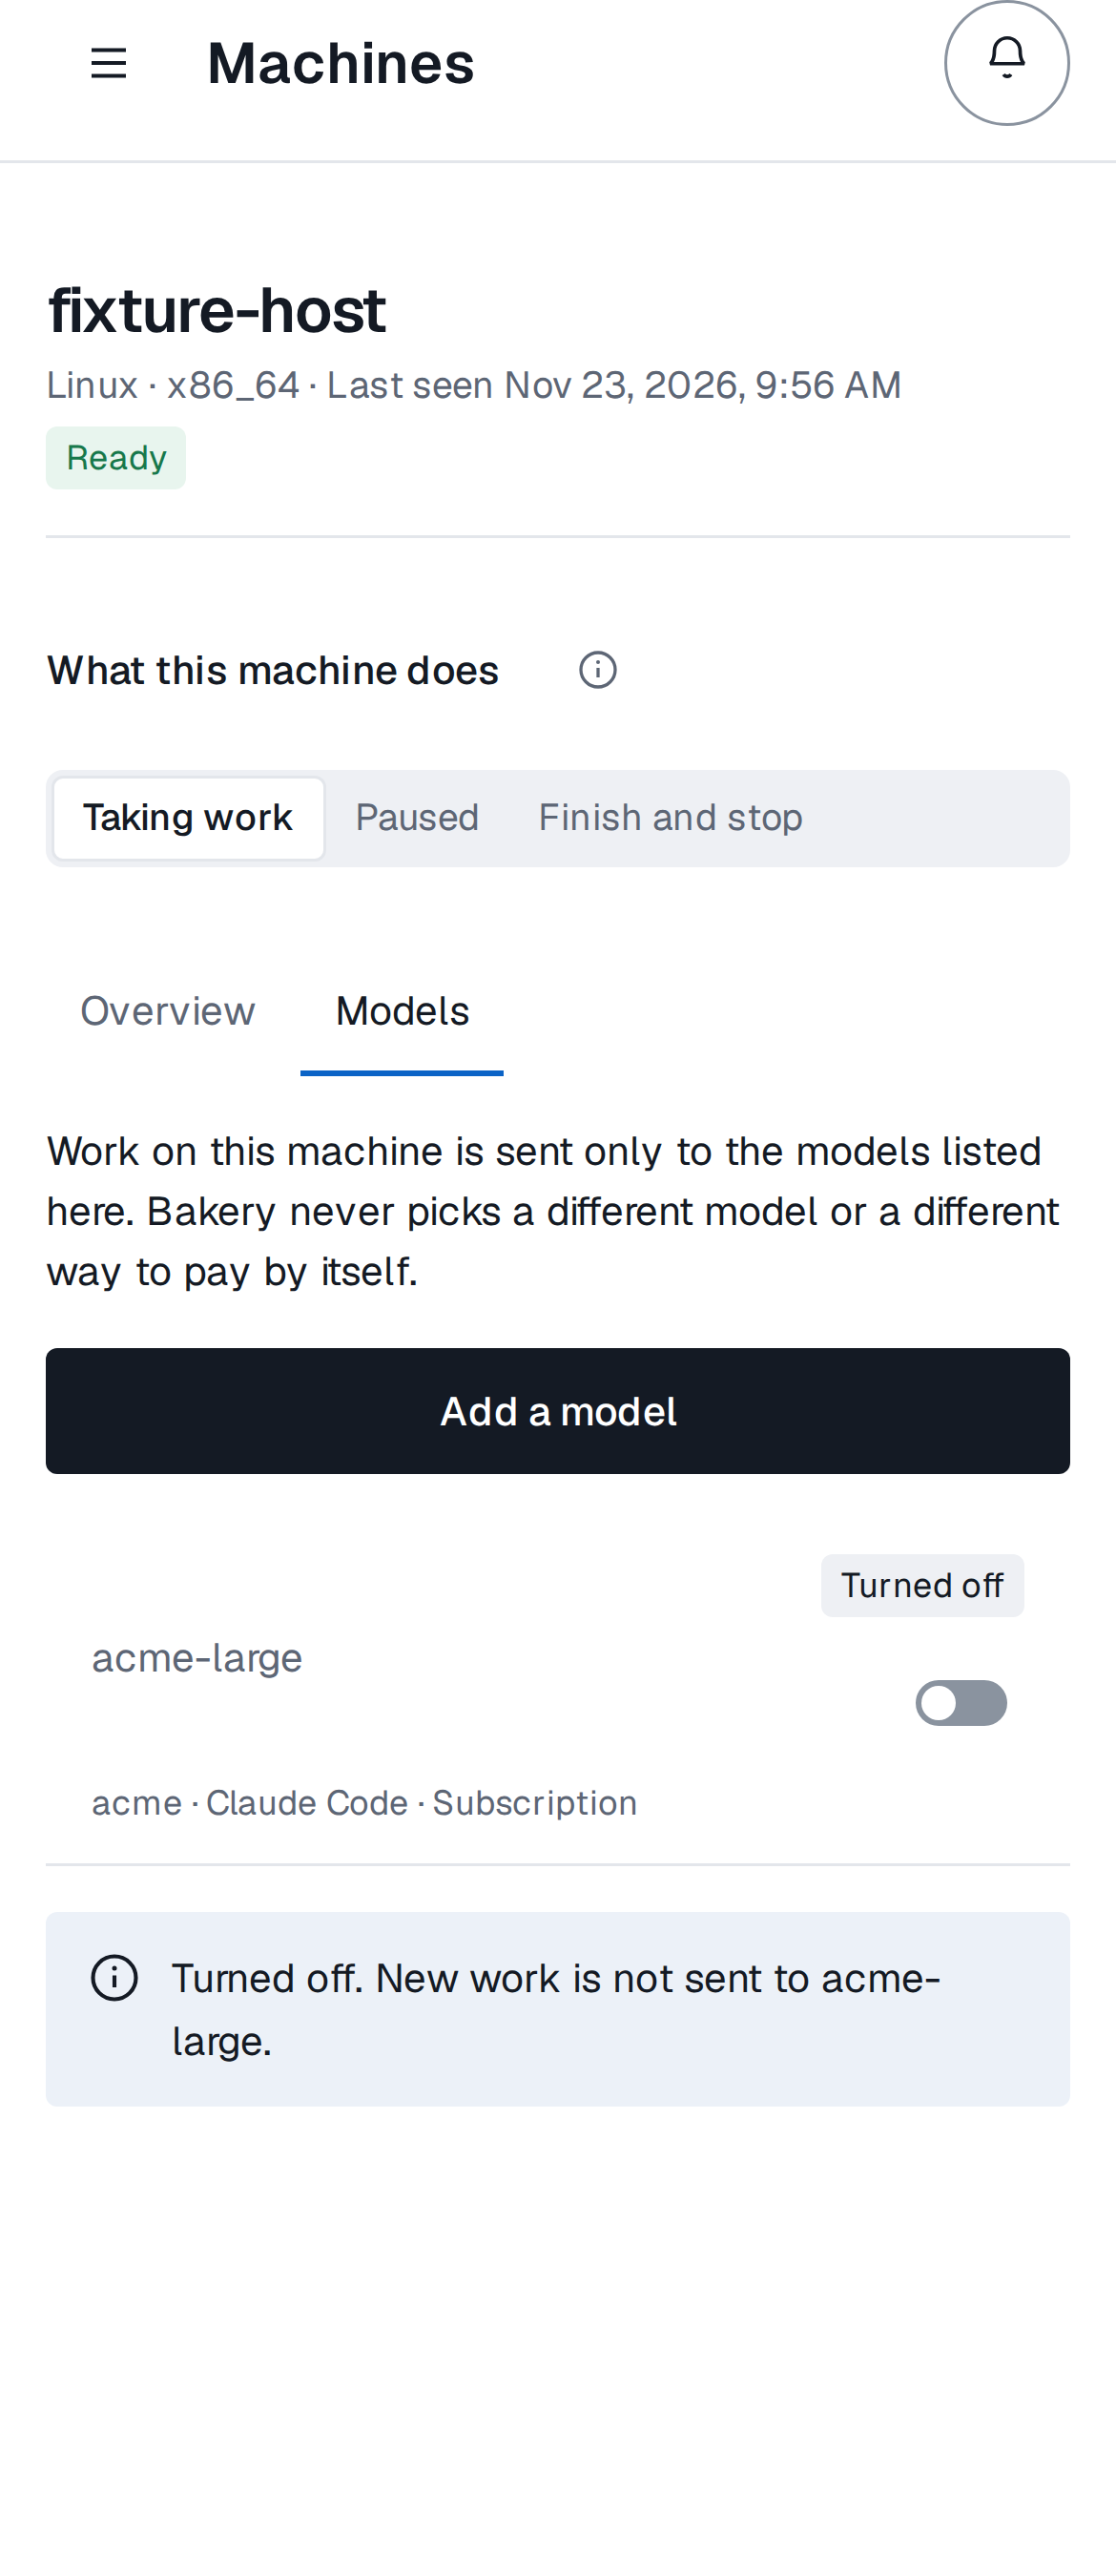 Machines
fixture-host
Linux · x86_64 · Last seen Nov 23, 2026, 9:56 AM
Ready
What this machine does
Taking work Paused Finish and stop
Overview Models
Work on this machine is sent only to the models listed
here. Bakery never picks a different model or a different
way to pay by itself.
Add a model
Turned off
acme-large
acme · Claude Code · Subscription
Turned off. New work is not sent to acme-
large.